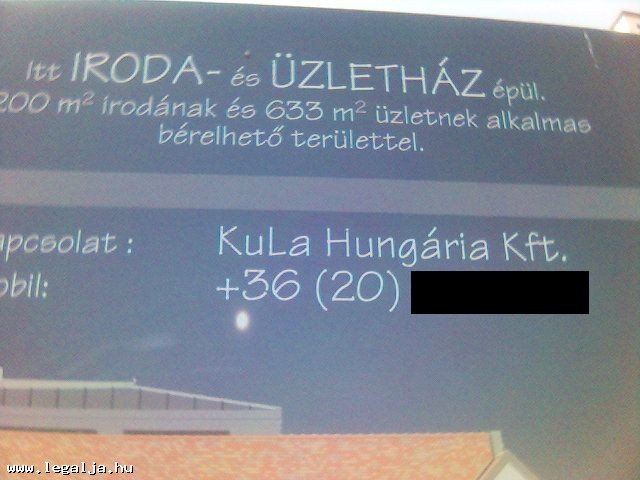 Itt IRODA- és ÜZLETHÁZ épül.
200 m² irodának és 633 m² üzletnek alkalmas
bérelhető területtel.
apcsolat : KuLa Hungária Kft.
obil: +36 (20)
www.legalja.hu